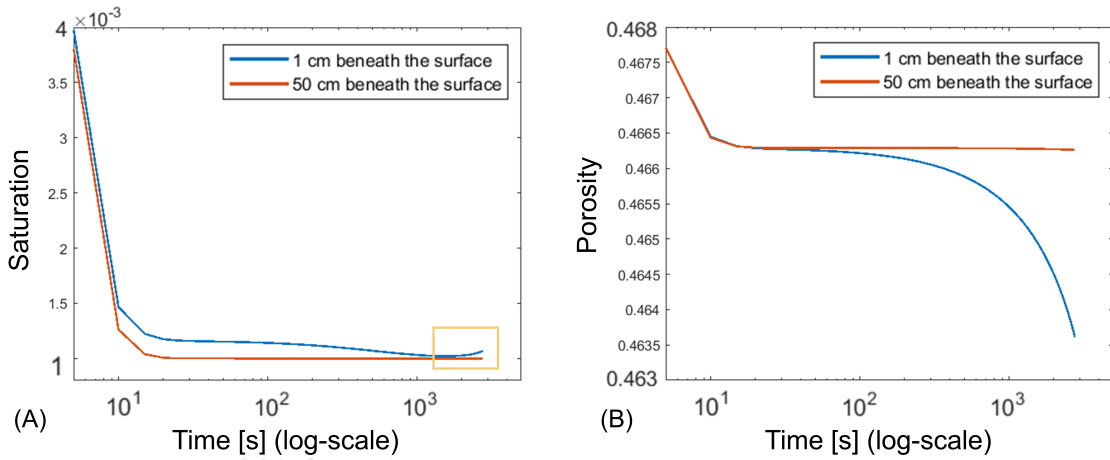 ×10⁻³
4
3.5
3
2.5
2
1.5
1
Saturation
1 cm beneath the surface
50 cm beneath the surface
10¹
10²
10³
(A)
Time [s] (log-scale)
0.468
0.4675
0.467
0.4665
0.466
0.4655
0.465
0.4645
0.464
0.4635
0.463
Porosity
1 cm beneath the surface
50 cm beneath the surface
10¹
10²
10³
(B)
Time [s] (log-scale)